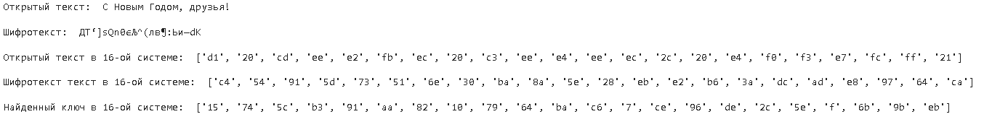 Открытый текст:  С Новым Годом, друзья!
Шифротекст:  ДT‘]sQn0єЉ^(лв¶:Ьи—dК
Открытый текст в 16-ой системе:  ['d1', '20', 'cd', 'ee', 'e2', 'fb', 'ec', '20', 'c3', 'ee', 'e4', 'ee', 'ec', '2c', '20', 'e4', 'f0', 'f3', 'e7', 'fc', 'ff', '21']
Шифротекст текст в 16-ой системе:  ['c4', '54', '91', '5d', '73', '51', '6e', '30', 'ba', '8a', '5e', '28', 'eb', 'e2', 'b6', '3a', 'dc', 'ad', 'e8', '97', '64', 'ca']
Найденный ключ в 16-ой системе:  ['15', '74', '5c', 'b3', '91', 'aa', '82', '10', '79', '64', 'ba', 'c6', '7', 'ce', '96', 'de', '2c', '5e', 'f', '6b', '9b', 'eb']